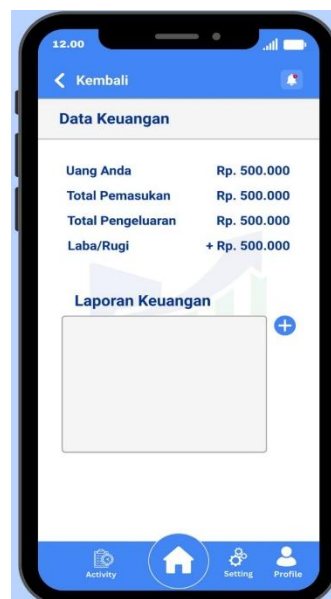 12.00
Kembali
Data Keuangan
Uang Anda Rp. 500.000
Total Pemasukan Rp. 500.000
Total Pengeluaran Rp. 500.000
Laba/Rugi + Rp. 500.000
Laporan Keuangan
Activity Setting Profile